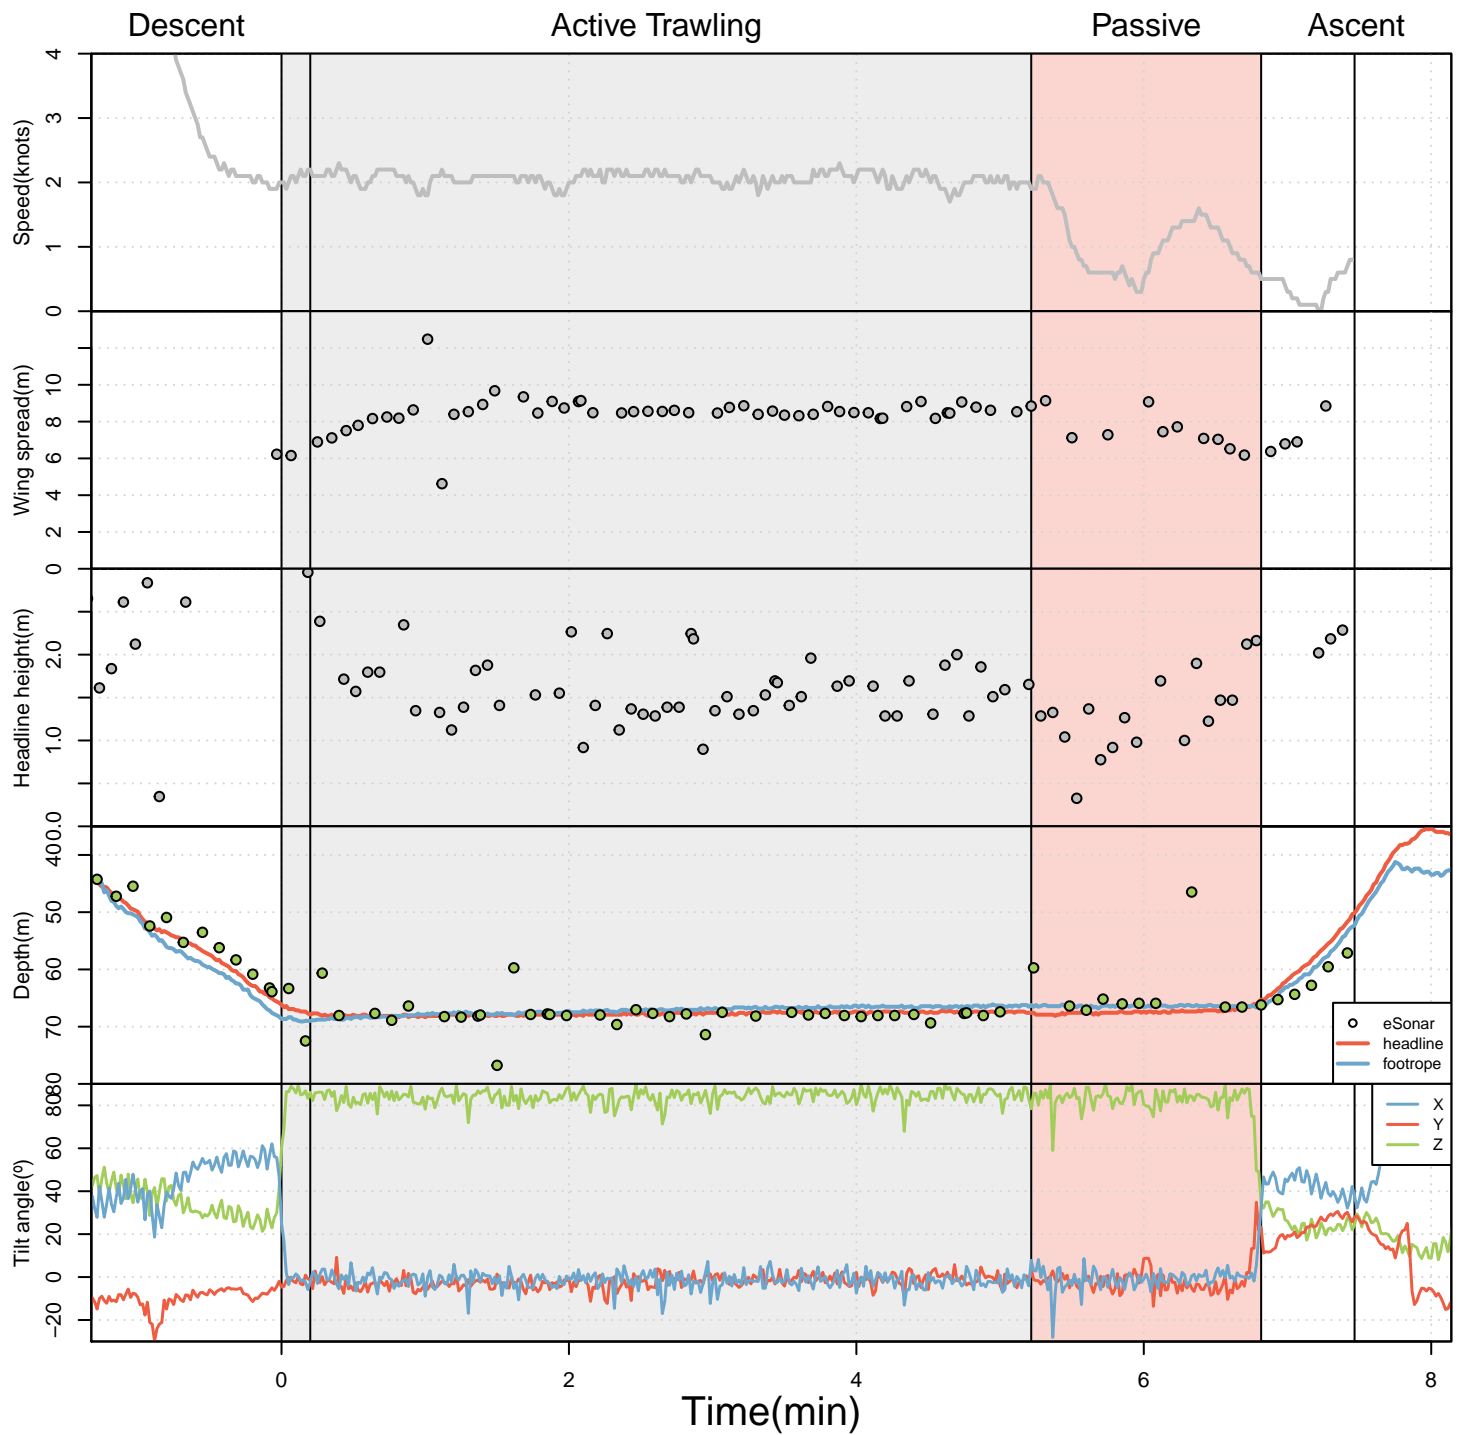 Descent Active Trawling Passive Ascent
Speed(knots)
4
3
2
1
0
Wing spread(m)
10
8
6
4
2
0
Headline height(m)
2.0
1.0
0.0
Depth(m)
40
50
60
70
80
eSonar
headline
footrope
Tilt angle(º)
80
60
40
20
0
−20
X
Y
Z
0 2 4 6 8
Time(min)